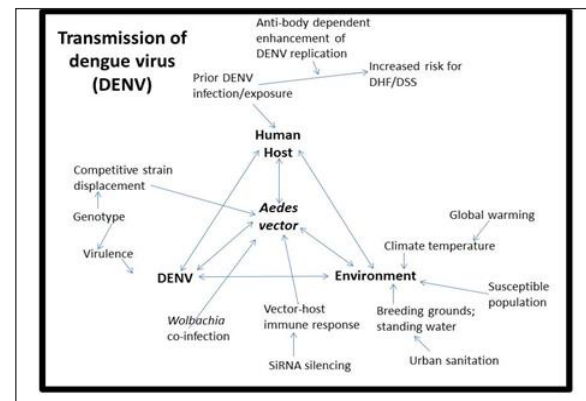 Transmission of
dengue virus
(DENV)
Anti-body dependent
enhancement of
DENV replication
Increased risk for
DHF/DSS
Prior DENV
infection/exposure
Human
Host
Competitive strain
displacement
Genotype
Virulence
Aedes
vector
Global warming
Climate temperature
DENV
Environment
Susceptible
population
Wolbachia
co-infection
Vector-host
immune response
Breeding grounds;
standing water
SiRNA silencing
Urban sanitation